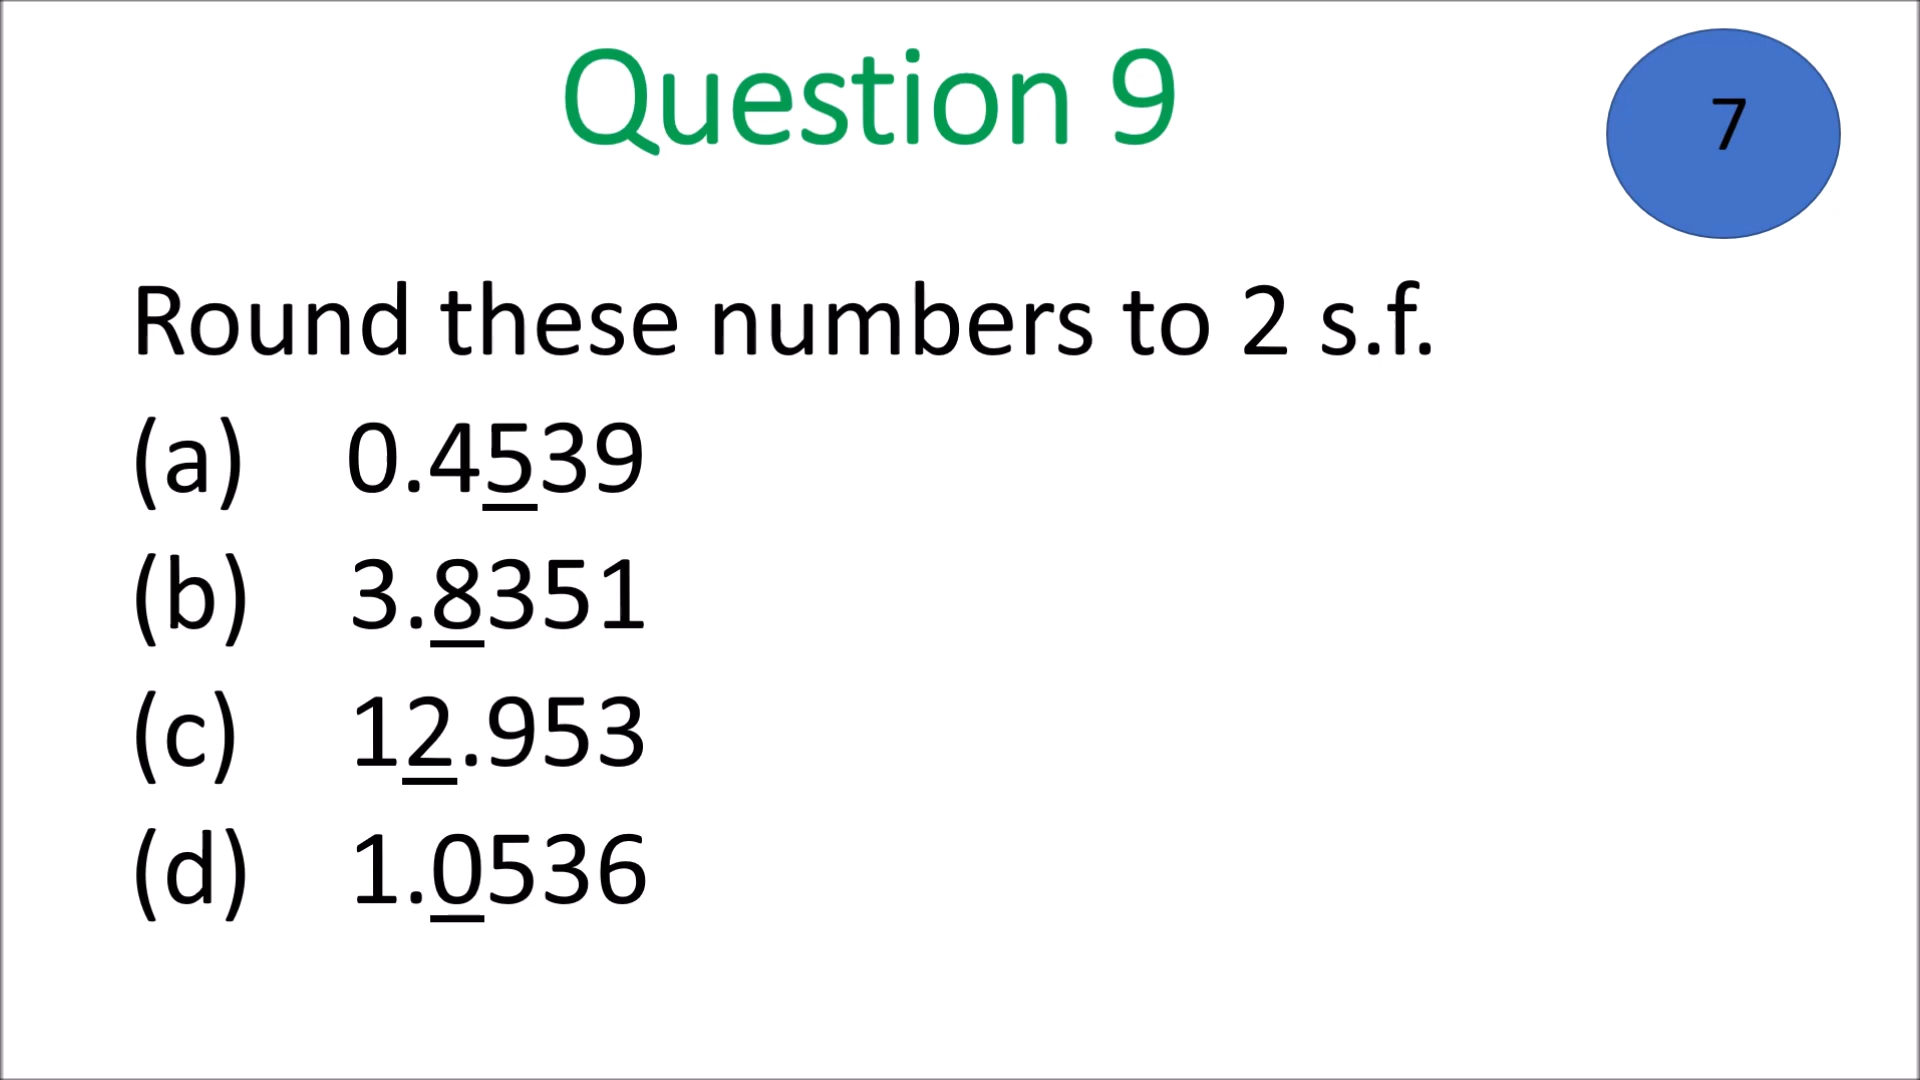 Question 9
7
Round these numbers to 2 s.f.
(a) 0.4539
(b) 3.8351
(c) 12.953
(d) 1.0536